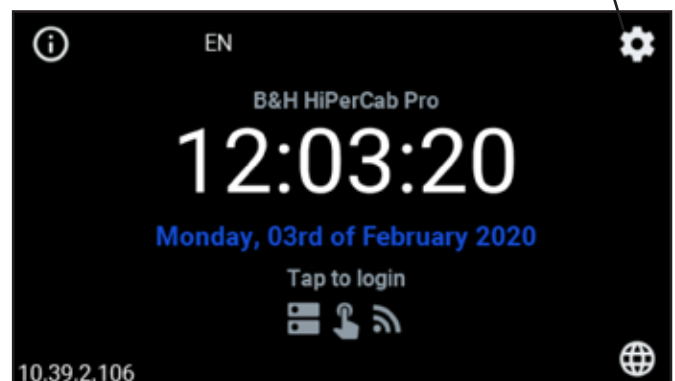 EN
B&H HiPerCab Pro
12:03:20
Monday, 03rd of February 2020
Tap to login
10.39.2.106